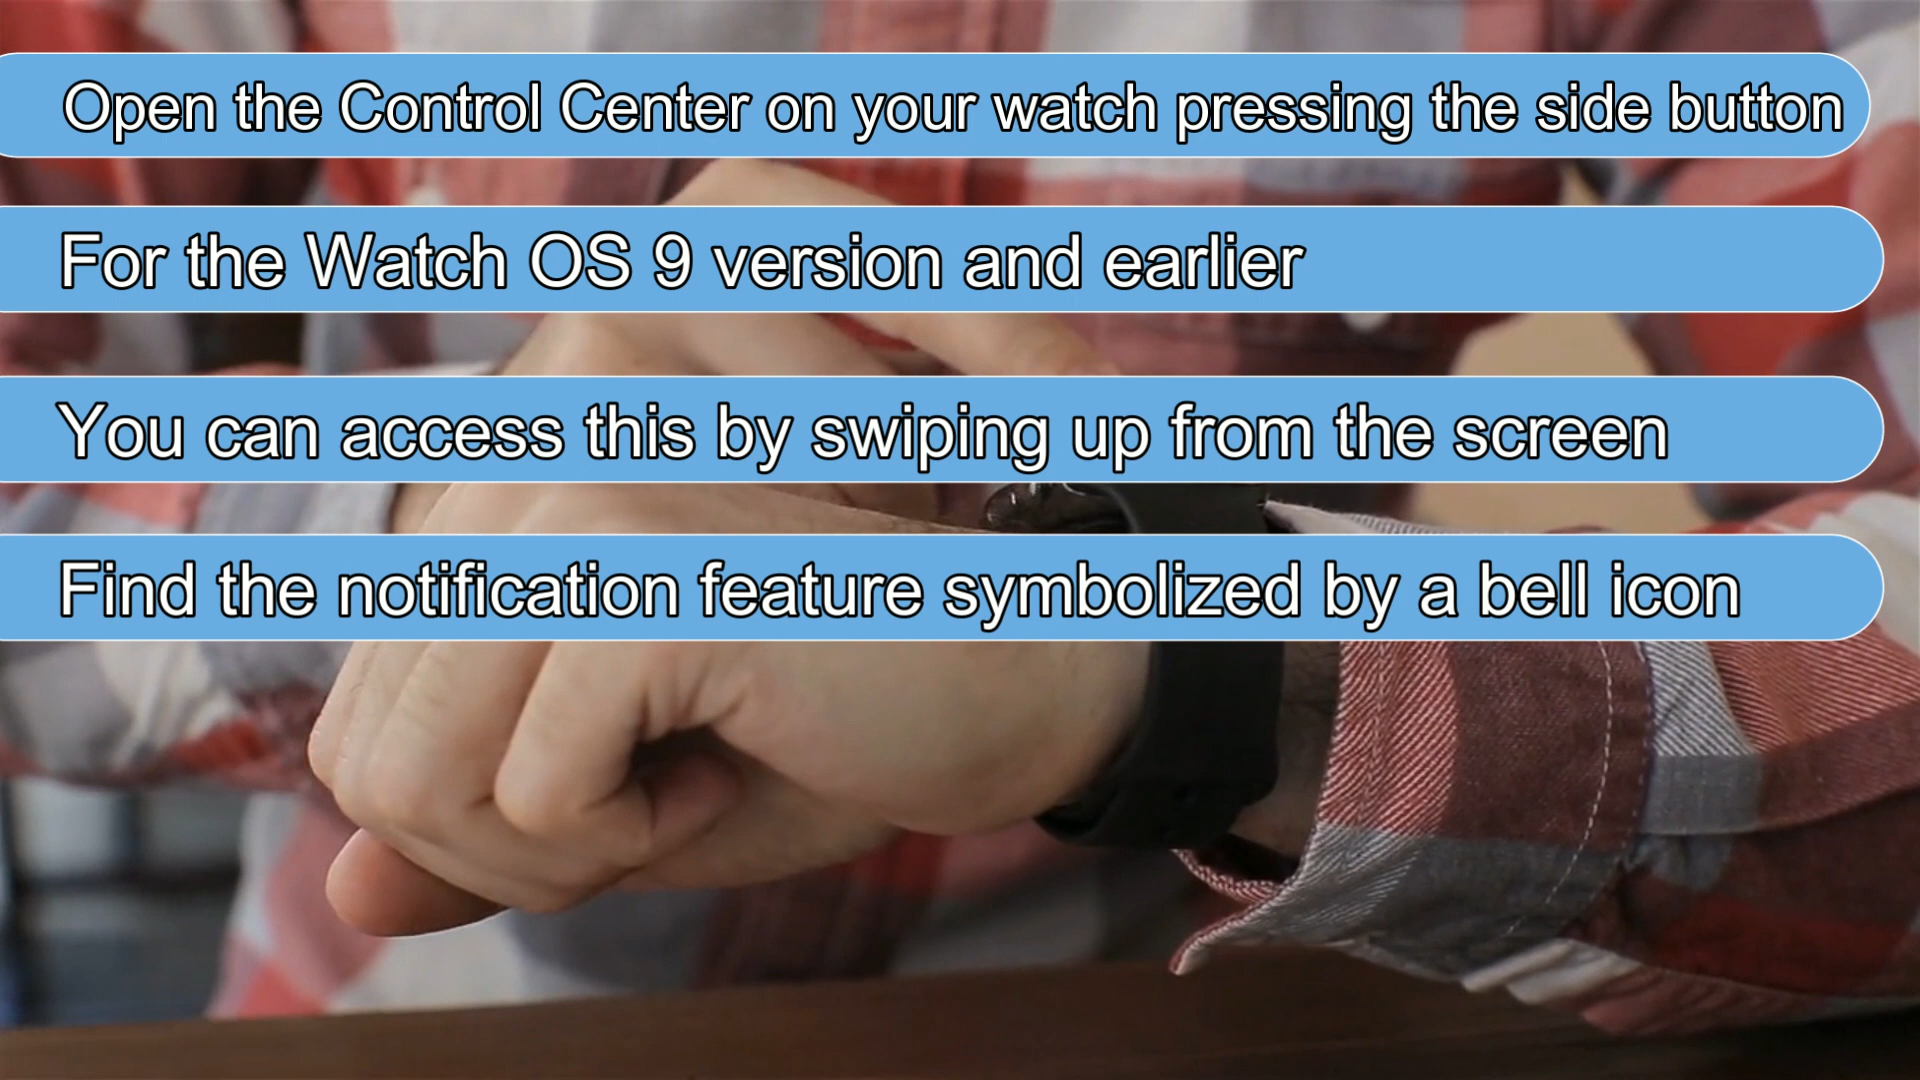 Open the Control Center on your watch pressing the side button
For the Watch OS 9 version and earlier
You can access this by swiping up from the screen
Find the notification feature symbolized by a bell icon